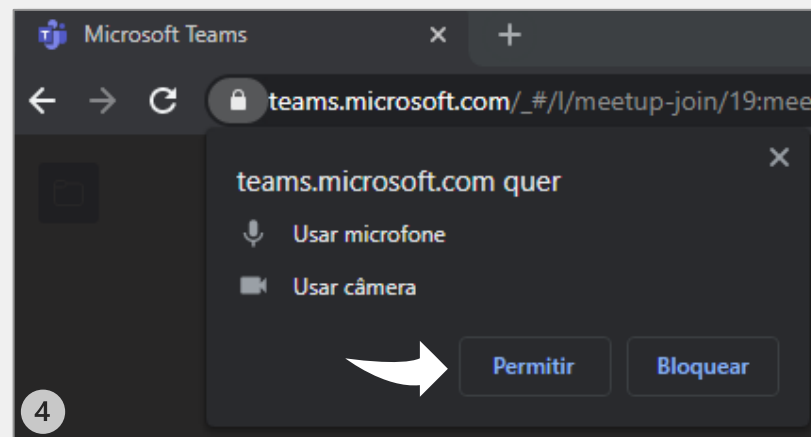 Microsoft Teams
teams.microsoft.com/_#/l/meetup-join/19:mee
teams.microsoft.com quer
Usar microfone
Usar câmera
Permitir Bloquear
4